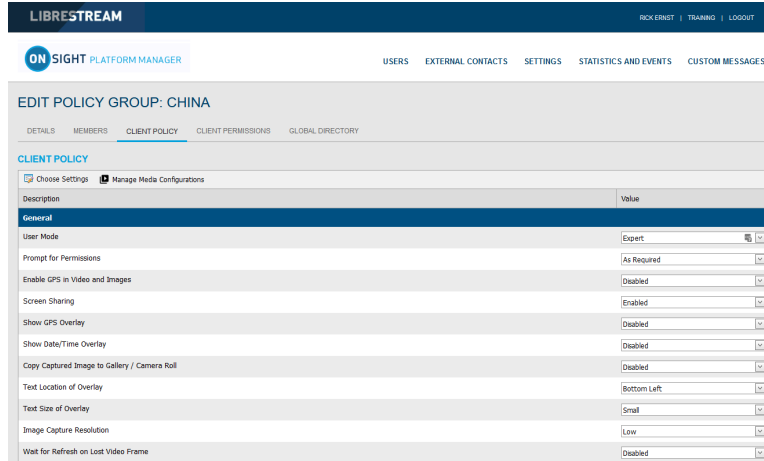 LIBRESTREAM
RICK ERNST | TRAINING | LOGOUT
ON SIGHT PLATFORM MANAGER
USERS EXTERNAL CONTACTS SETTINGS STATISTICS AND EVENTS CUSTOM MESSAGES
EDIT POLICY GROUP: CHINA
DETAILS MEMBERS CLIENT POLICY CLIENT PERMISSIONS GLOBAL DIRECTORY
CLIENT POLICY
Choose Settings Manage Media Configurations
Description Value
General
User Mode Expert
Prompt for Permissions As Required
Enable GPS in Video and Images Disabled
Screen Sharing Enabled
Show GPS Overlay Disabled
Show Date/Time Overlay Disabled
Copy Captured Image to Gallery / Camera Roll Disabled
Text Location of Overlay Bottom Left
Text Size of Overlay Small
Image Capture Resolution Low
Wait for Refresh on Lost Video Frame Disabled